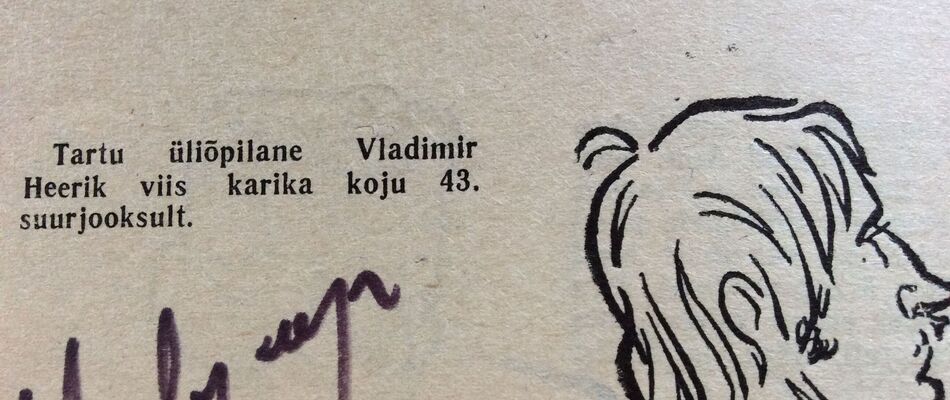 Tartu üliõpilane Vladimir
Heerik viis karika koju 43.
suurjooksult.